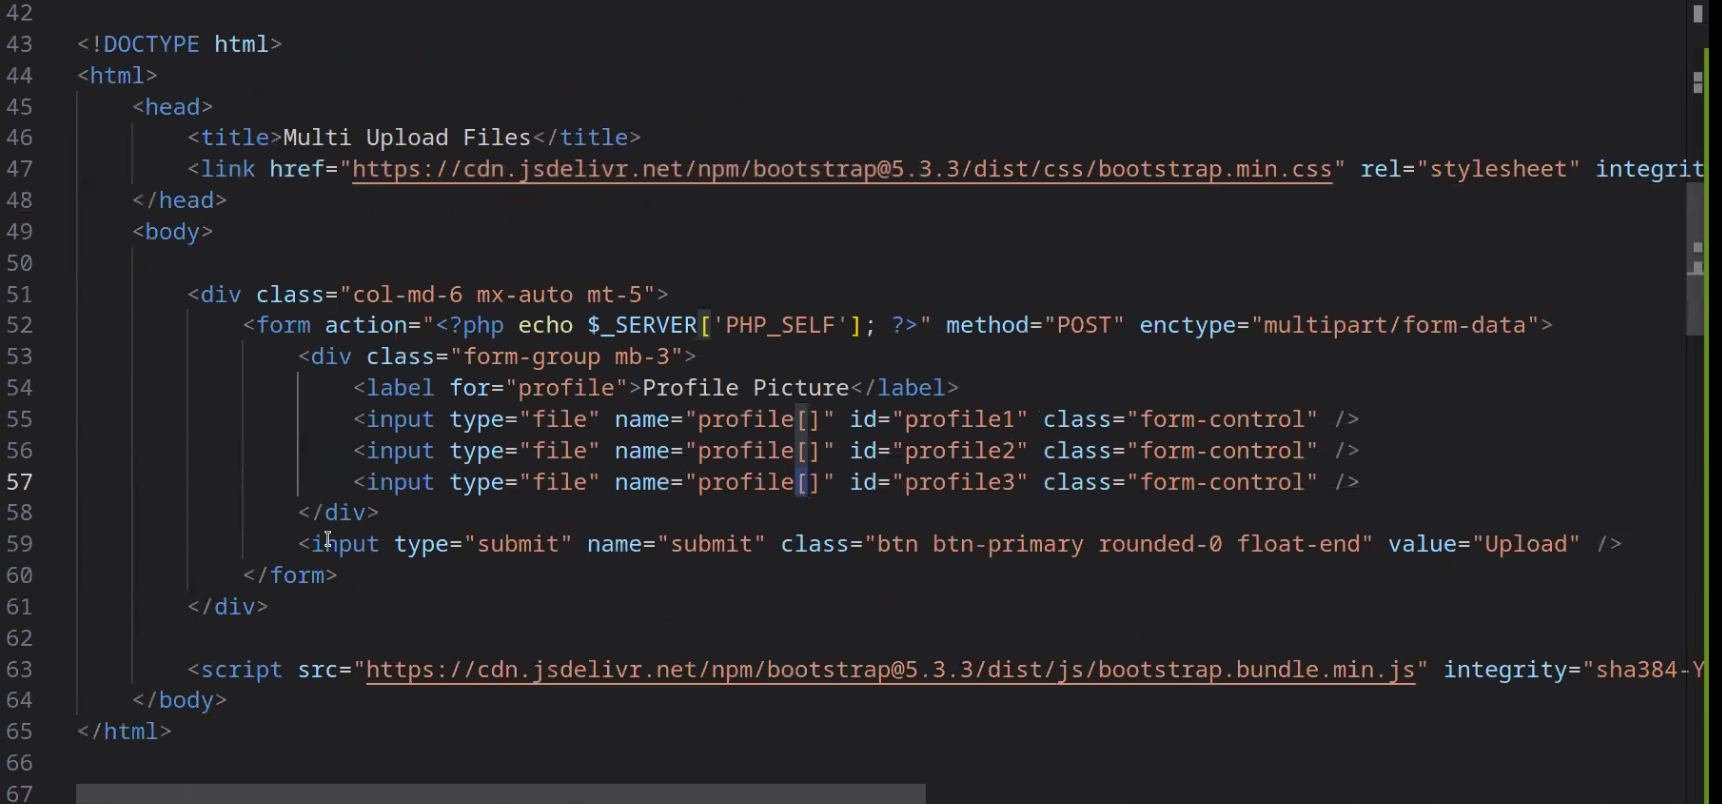 42
43 <!DOCTYPE html>
44 <html>
45 <head>
46 <title>Multi Upload Files</title>
47 <link href="https://cdn.jsdelivr.net/npm/bootstrap@5.3.3/dist/css/bootstrap.min.css" rel="stylesheet" integrit
48 </head>
49 <body>
50
51 <div class="col-md-6 mx-auto mt-5">
52 <form action="<?php echo $_SERVER['PHP_SELF']; ?>" method="POST" enctype="multipart/form-data">
53 <div class="form-group mb-3">
54 <label for="profile">Profile Picture</label>
55 <input type="file" name="profile[]" id="profile1" class="form-control" />
56 <input type="file" name="profile[]" id="profile2" class="form-control" />
57 <input type="file" name="profile[]" id="profile3" class="form-control" />
58 </div>
59 <input type="submit" name="submit" class="btn btn-primary rounded-0 float-end" value="Upload" />
60 </form>
61 </div>
62
63 <script src="https://cdn.jsdelivr.net/npm/bootstrap@5.3.3/dist/js/bootstrap.bundle.min.js" integrity="sha384-Y
64 </body>
65 </html>
66
67